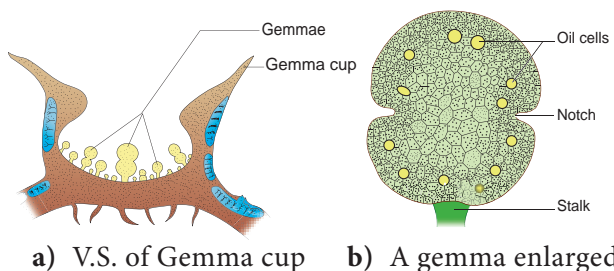 Gemmae
Gemma cup
Oil cells
Notch
Stalk
a) V.S. of Gemma cup
b) A gemma enlarged